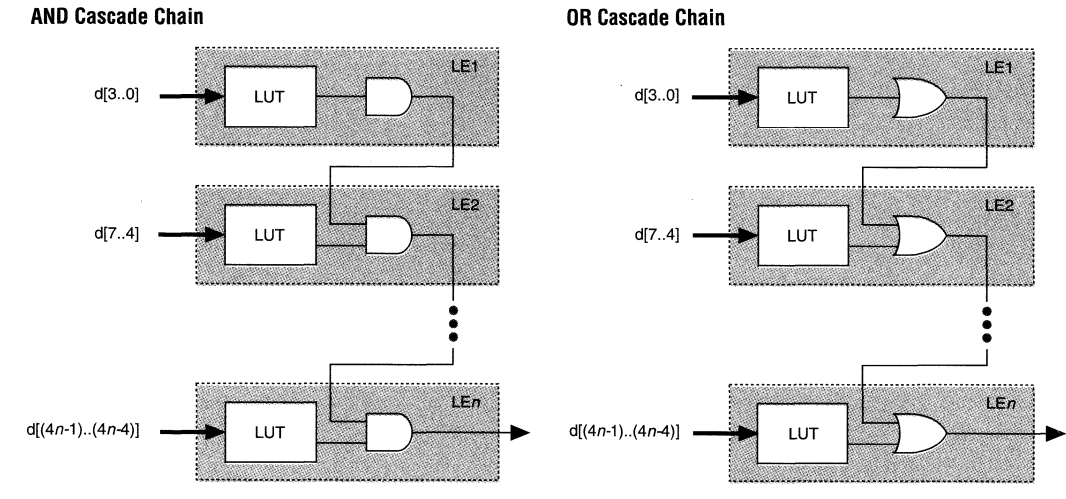 AND Cascade Chain
LE1
d[3..0]
LUT
LE2
d[7..4]
LUT
LEn
d[(4n-1)..(4n-4)]
LUT
OR Cascade Chain
LE1
d[3..0]
LUT
LE2
d[7..4]
LUT
LEn
d[(4n-1)..(4n-4)]
LUT